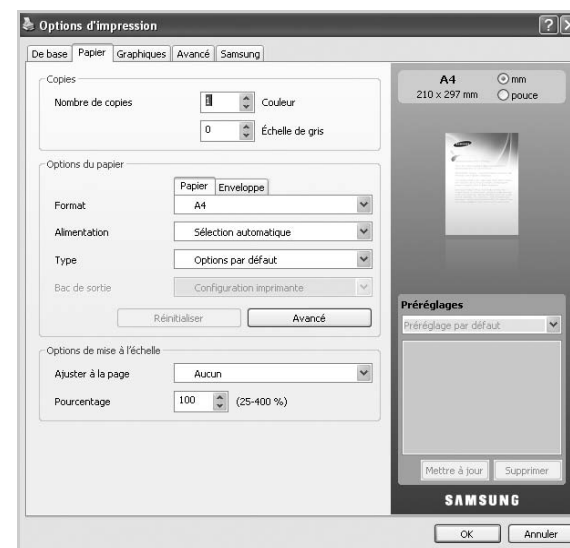 Options d'impression
De base Papier Graphiques Avancé Samsung
Copies
Nombre de copies 1 Couleur
0 Échelle de gris
Options du papier
Papier Enveloppe
Format A4
Alimentation Sélection automatique
Type Options par défaut
Bac de sortie Configuration imprimante
Réinitialiser Avancé
Options de mise à l'échelle
Ajuster à la page Aucun
Pourcentage 100 (25-400 %)
A4 mm
210 x 297 mm pouce
Préréglages
Préréglage par défaut
Mettre à jour Supprimer
SAMSUNG
OK Annuler